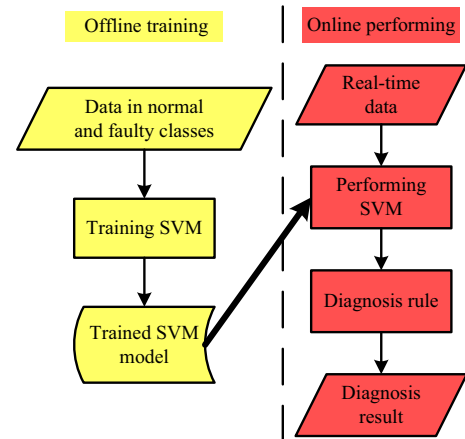 Offline training
Data in normal
and faulty classes
Training SVM
Trained SVM
model
Online performing
Real-time
data
Performing
SVM
Diagnosis rule
Diagnosis
result